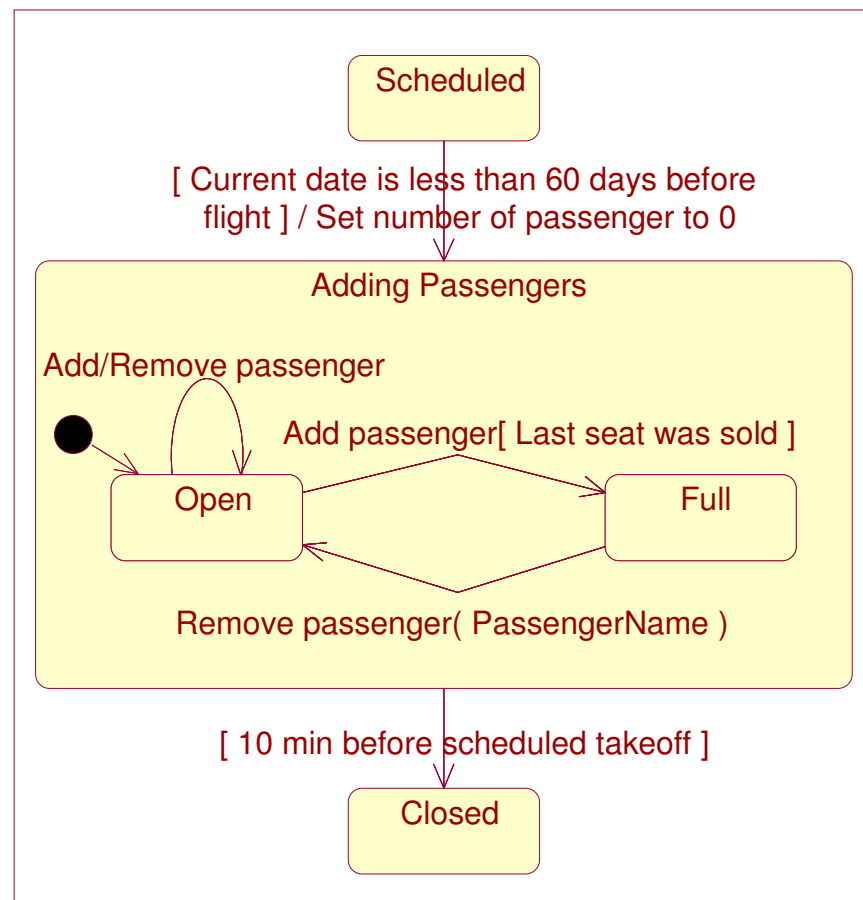 Scheduled
[ Current date is less than 60 days before
flight ] / Set number of passenger to 0
Adding Passengers
Add/Remove passenger
Add passenger[ Last seat was sold ]
Open
Full
Remove passenger( PassengerName )
[ 10 min before scheduled takeoff ]
Closed